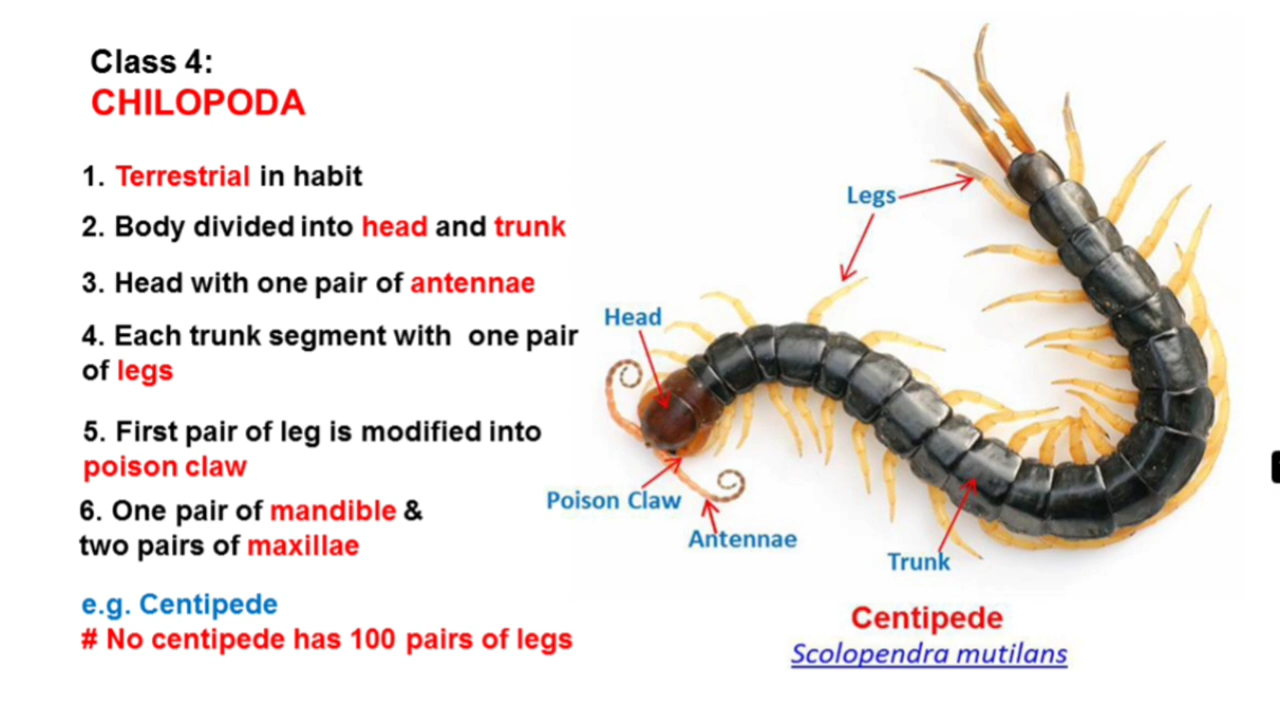 Class 4:
CHILOPODA
1. Terrestrial in habit
2. Body divided into head and trunk
3. Head with one pair of antennae
4. Each trunk segment with one pair
of legs
5. First pair of leg is modified into
poison claw
6. One pair of mandible &
two pairs of maxillae
e.g. Centipede
# No centipede has 100 pairs of legs
Legs
Head
Poison Claw
Antennae
Trunk
Centipede
Scolopendra mutilans